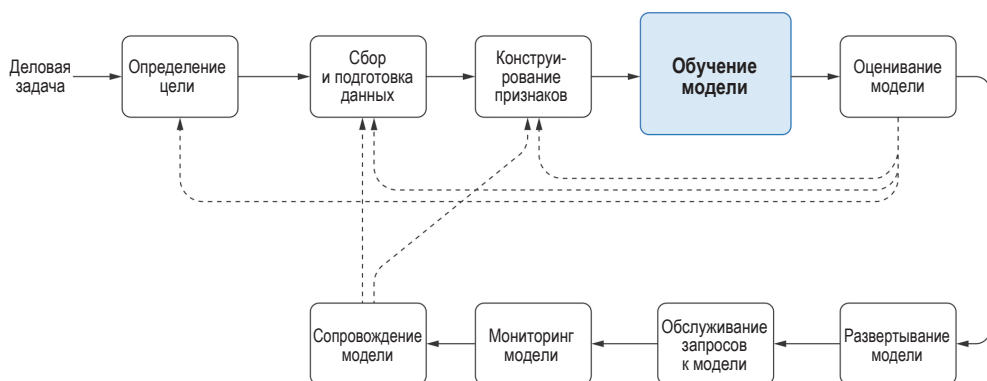 Деловая
задача
Определение
цели
Сбор
и подготовка
данных
Конструи-
рование
признаков
Обучение
модели
Оценивание
модели
Сопровождение
модели
Мониторинг
модели
Обслуживание
запросов
к модели
Развертывание
модели